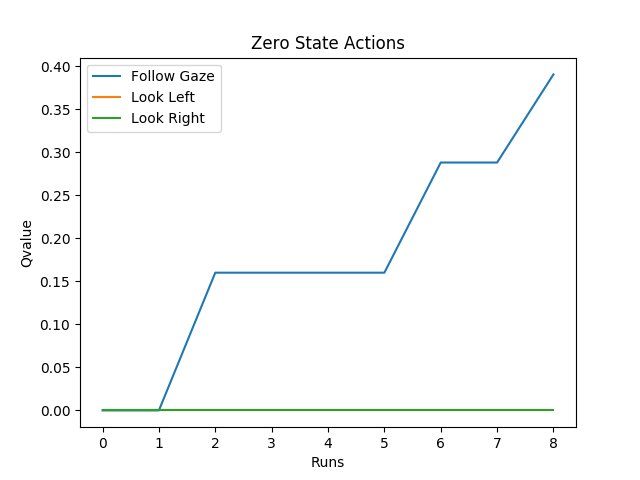 Zero State Actions
Follow Gaze
Look Left
Look Right
0.40
0.35
0.30
0.25
0.20
0.15
0.10
0.05
0.00
Qvalue
0 1 2 3 4 5 6 7 8
Runs